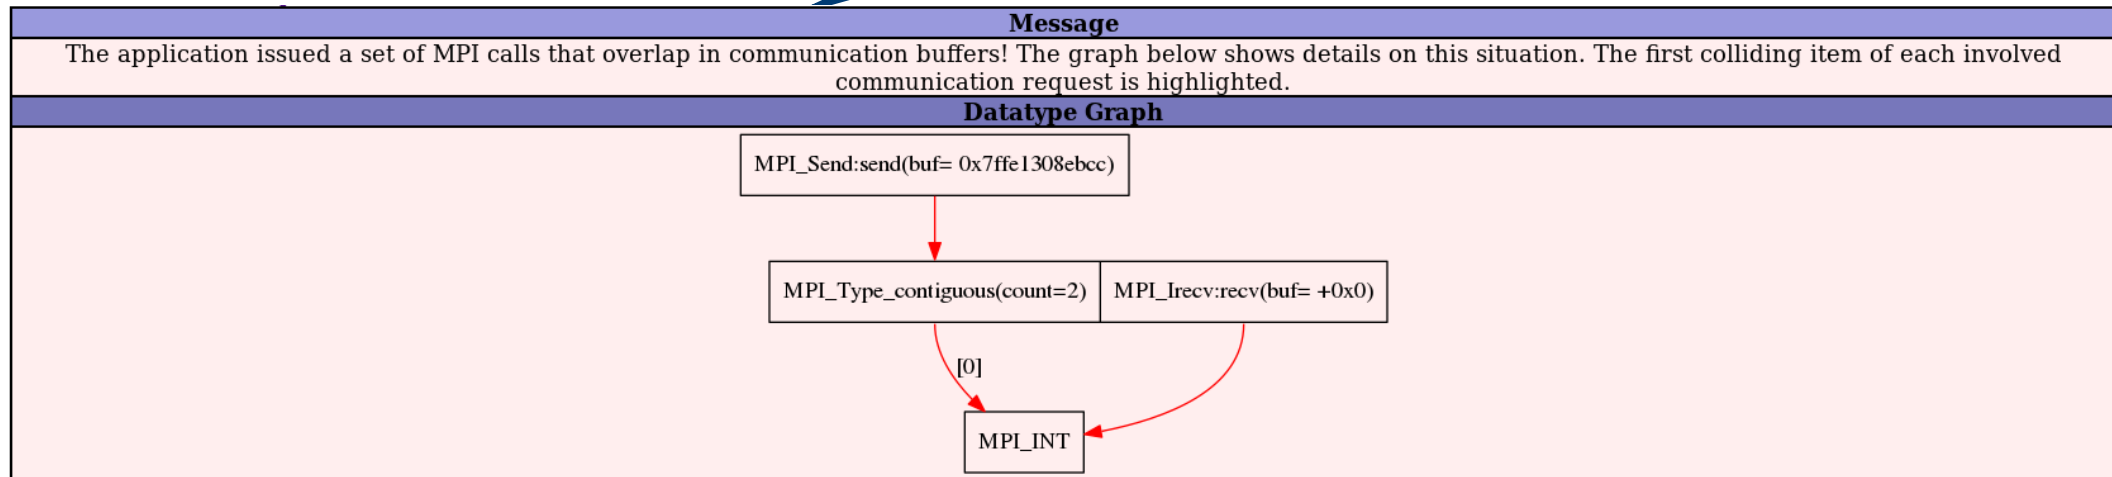 Message
The application issued a set of MPI calls that overlap in communication buffers! The graph below shows details on this situation. The first colliding item of each involved
communication request is highlighted.
Datatype Graph
MPI_Send:send(buf= 0x7ffe1308ebcc)
MPI_Type_contiguous(count=2) MPI_Irecv:recv(buf= +0x0)
[0]
MPI_INT